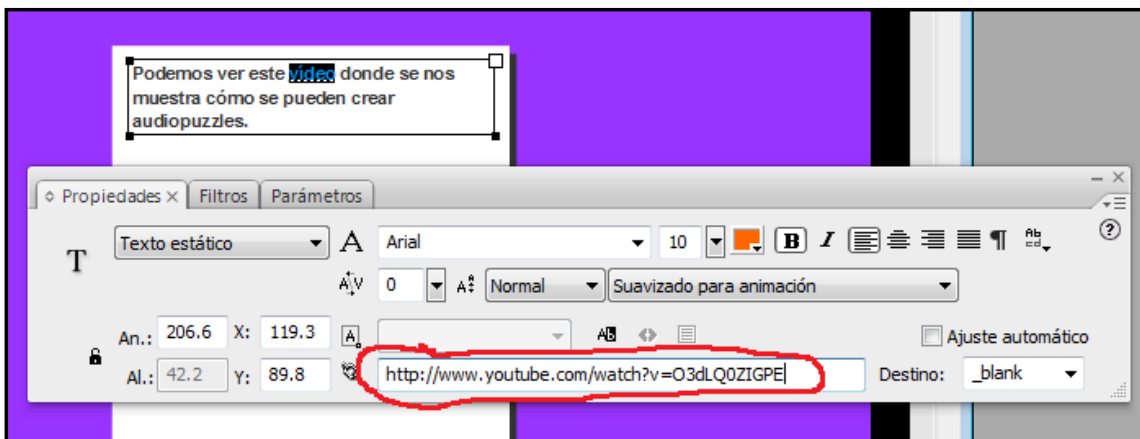 Podemos ver este vídeo donde se nos
muestra cómo se pueden crear
audiopuzzles.
Propiedades × Filtros Parámetros
T Texto estático A Arial 10 B I ¶
A V 0 A Normal Suavizado para animación
An.: 206.6 X: 119.3 A AB Ajuste automático
Al.: 42.2 Y: 89.8 http://www.youtube.com/watch?v=O3dLQ0ZIGPE Destino: _blank